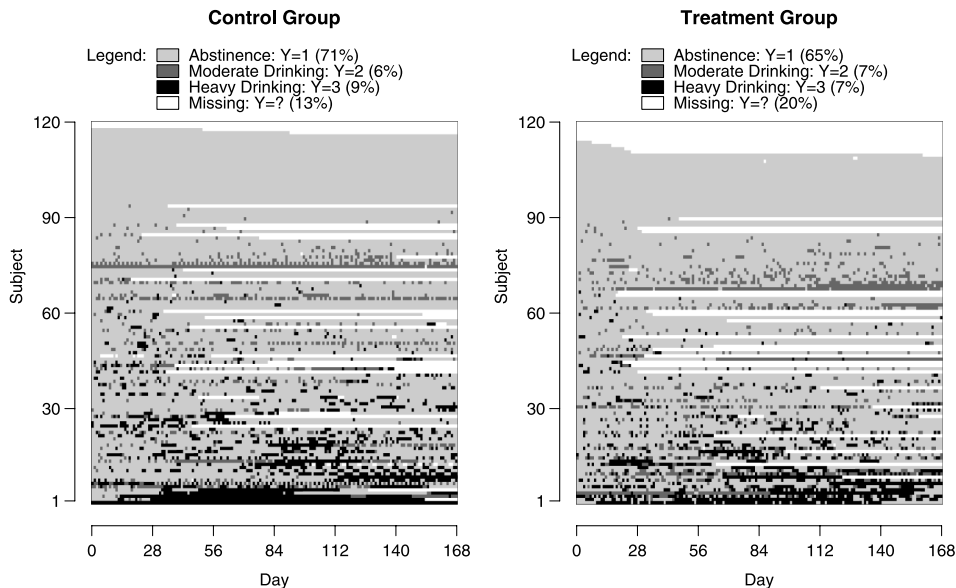 Control Group
Legend: Abstinence: Y=1 (71%)
Moderate Drinking: Y=2 (6%)
Heavy Drinking: Y=3 (9%)
Missing: Y=? (13%)
120
90
60
30
1
Subject
0 28 56 84 112 140 168
Day
Treatment Group
Legend: Abstinence: Y=1 (65%)
Moderate Drinking: Y=2 (7%)
Heavy Drinking: Y=3 (7%)
Missing: Y=? (20%)
120
90
60
30
1
Subject
0 28 56 84 112 140 168
Day